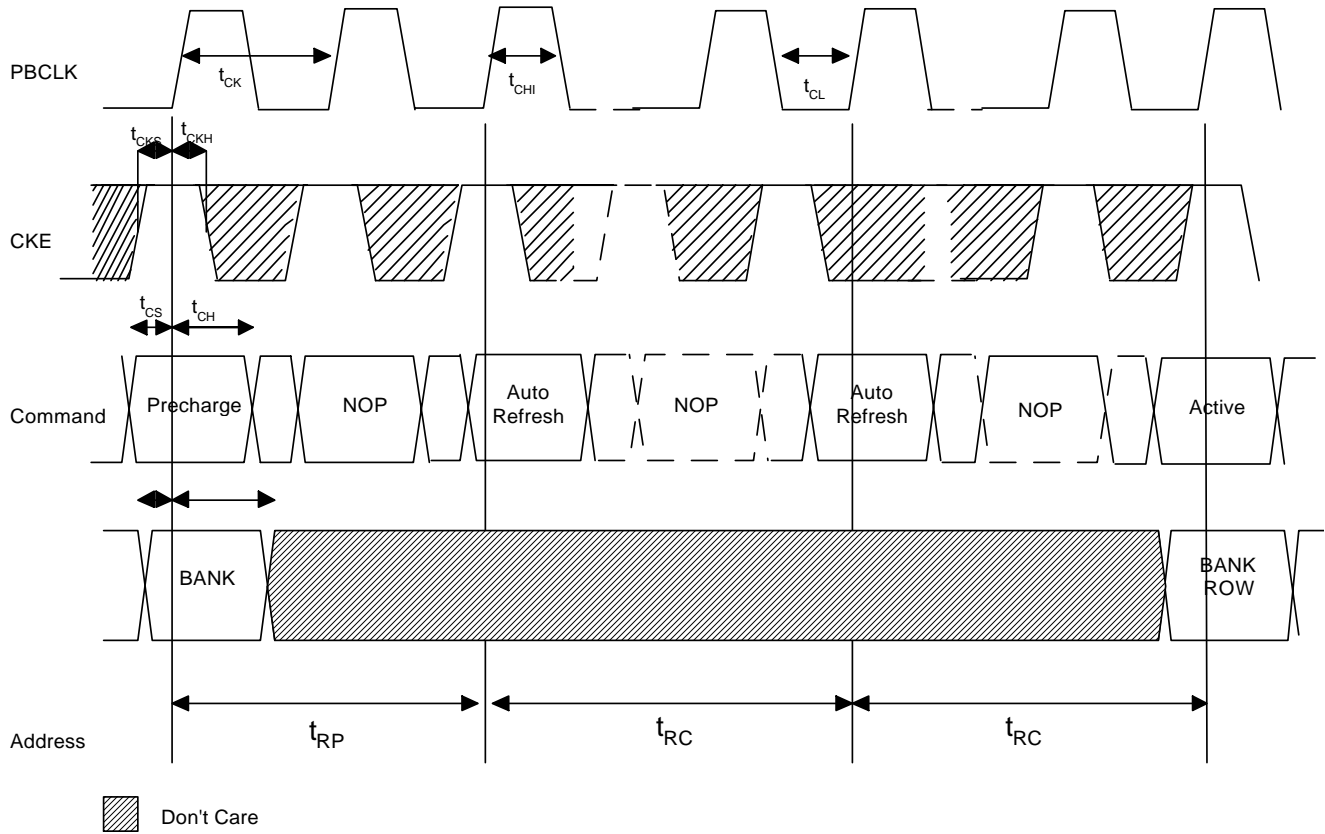 PBCLK
tCK
tCHI
tCL
tCKS
tCKH
CKE
tCS
tCH
Command
Precharge
NOP
Auto
Refresh
NOP
Auto
Refresh
NOP
Active
BANK
BANK
ROW
Address
tRP
tRC
tRC
Don't Care